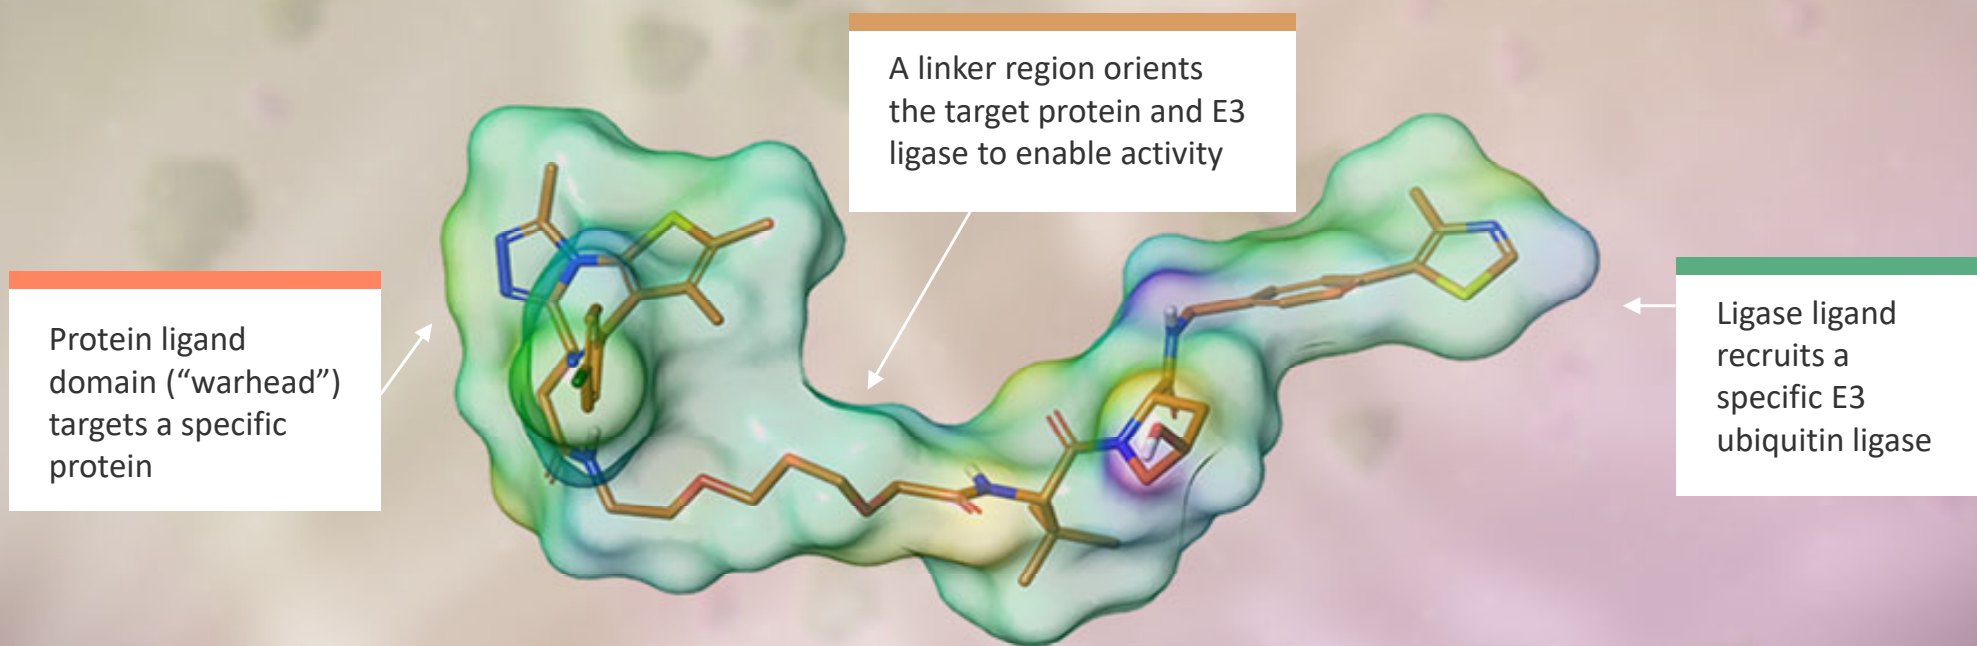 A linker region orients
the target protein and E3
ligase to enable activity
Protein ligand
domain (“warhead”)
targets a specific
protein
Ligase ligand
recruits a
specific E3
ubiquitin ligase